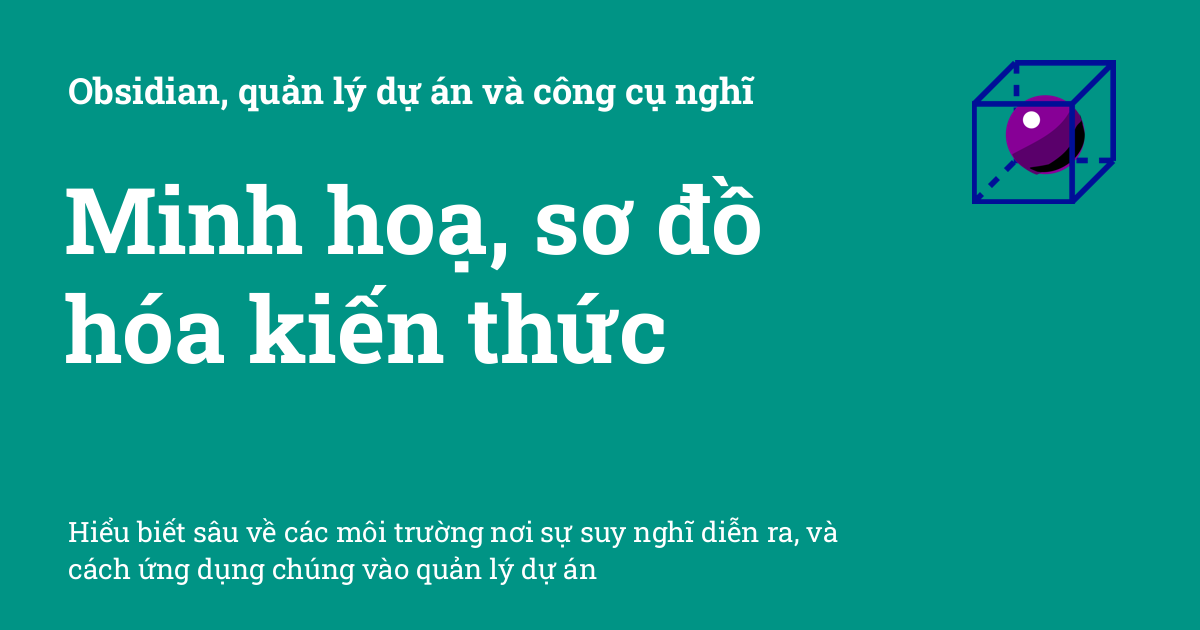 Obsidian, quản lý dự án và công cụ nghĩ
Minh hoạ, sơ đồ
hóa kiến thức
Hiểu biết sâu về các môi trường nơi sự suy nghĩ diễn ra, và
cách ứng dụng chúng vào quản lý dự án